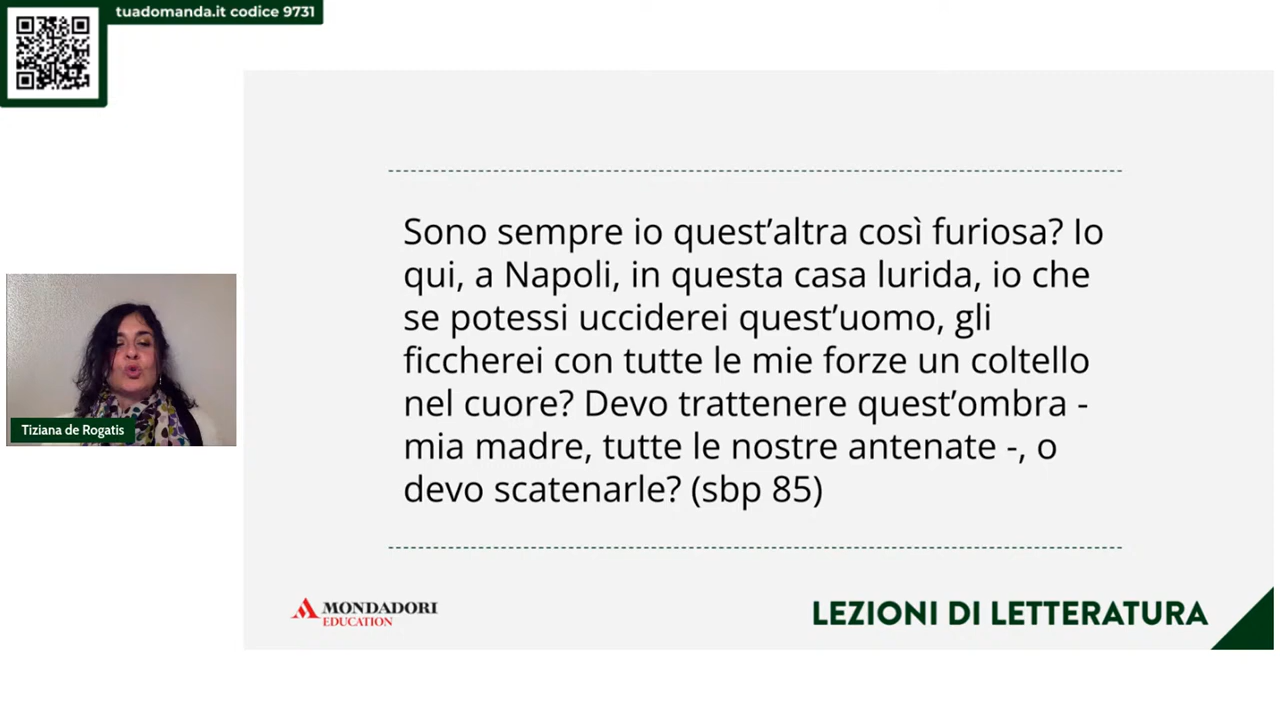 tuadomanda.it codice 9731
Sono sempre io quest’altra così furiosa? Io
qui, a Napoli, in questa casa lurida, io che
se potessi ucciderei quest’uomo, gli
ficcherei con tutte le mie forze un coltello
nel cuore? Devo trattenere quest’ombra -
mia madre, tutte le nostre antenate -, o
devo scatenarle? (sbp 85)
Tiziana de Rogatis
MONDADORI
EDUCATION
LEZIONI DI LETTERATURA